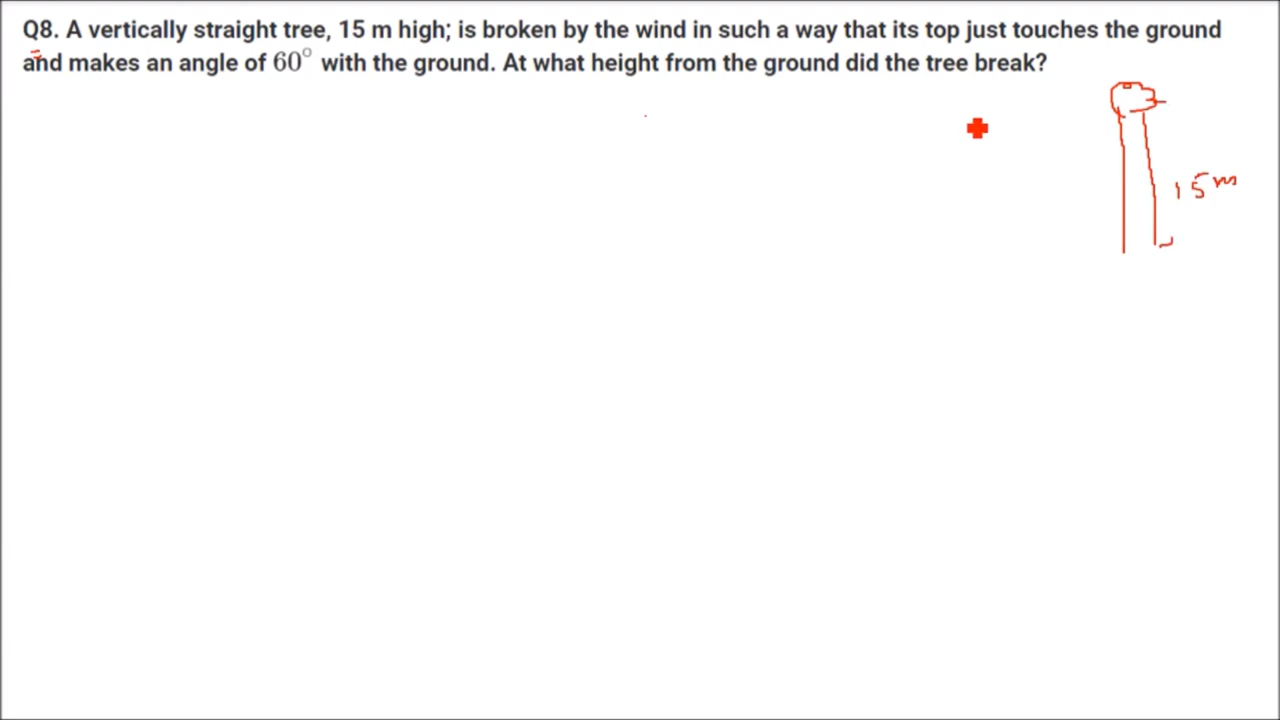 Q8. A vertically straight tree, 15 m high; is broken by the wind in such a way that its top just touches the ground
and makes an angle of 60° with the ground. At what height from the ground did the tree break?
15 m